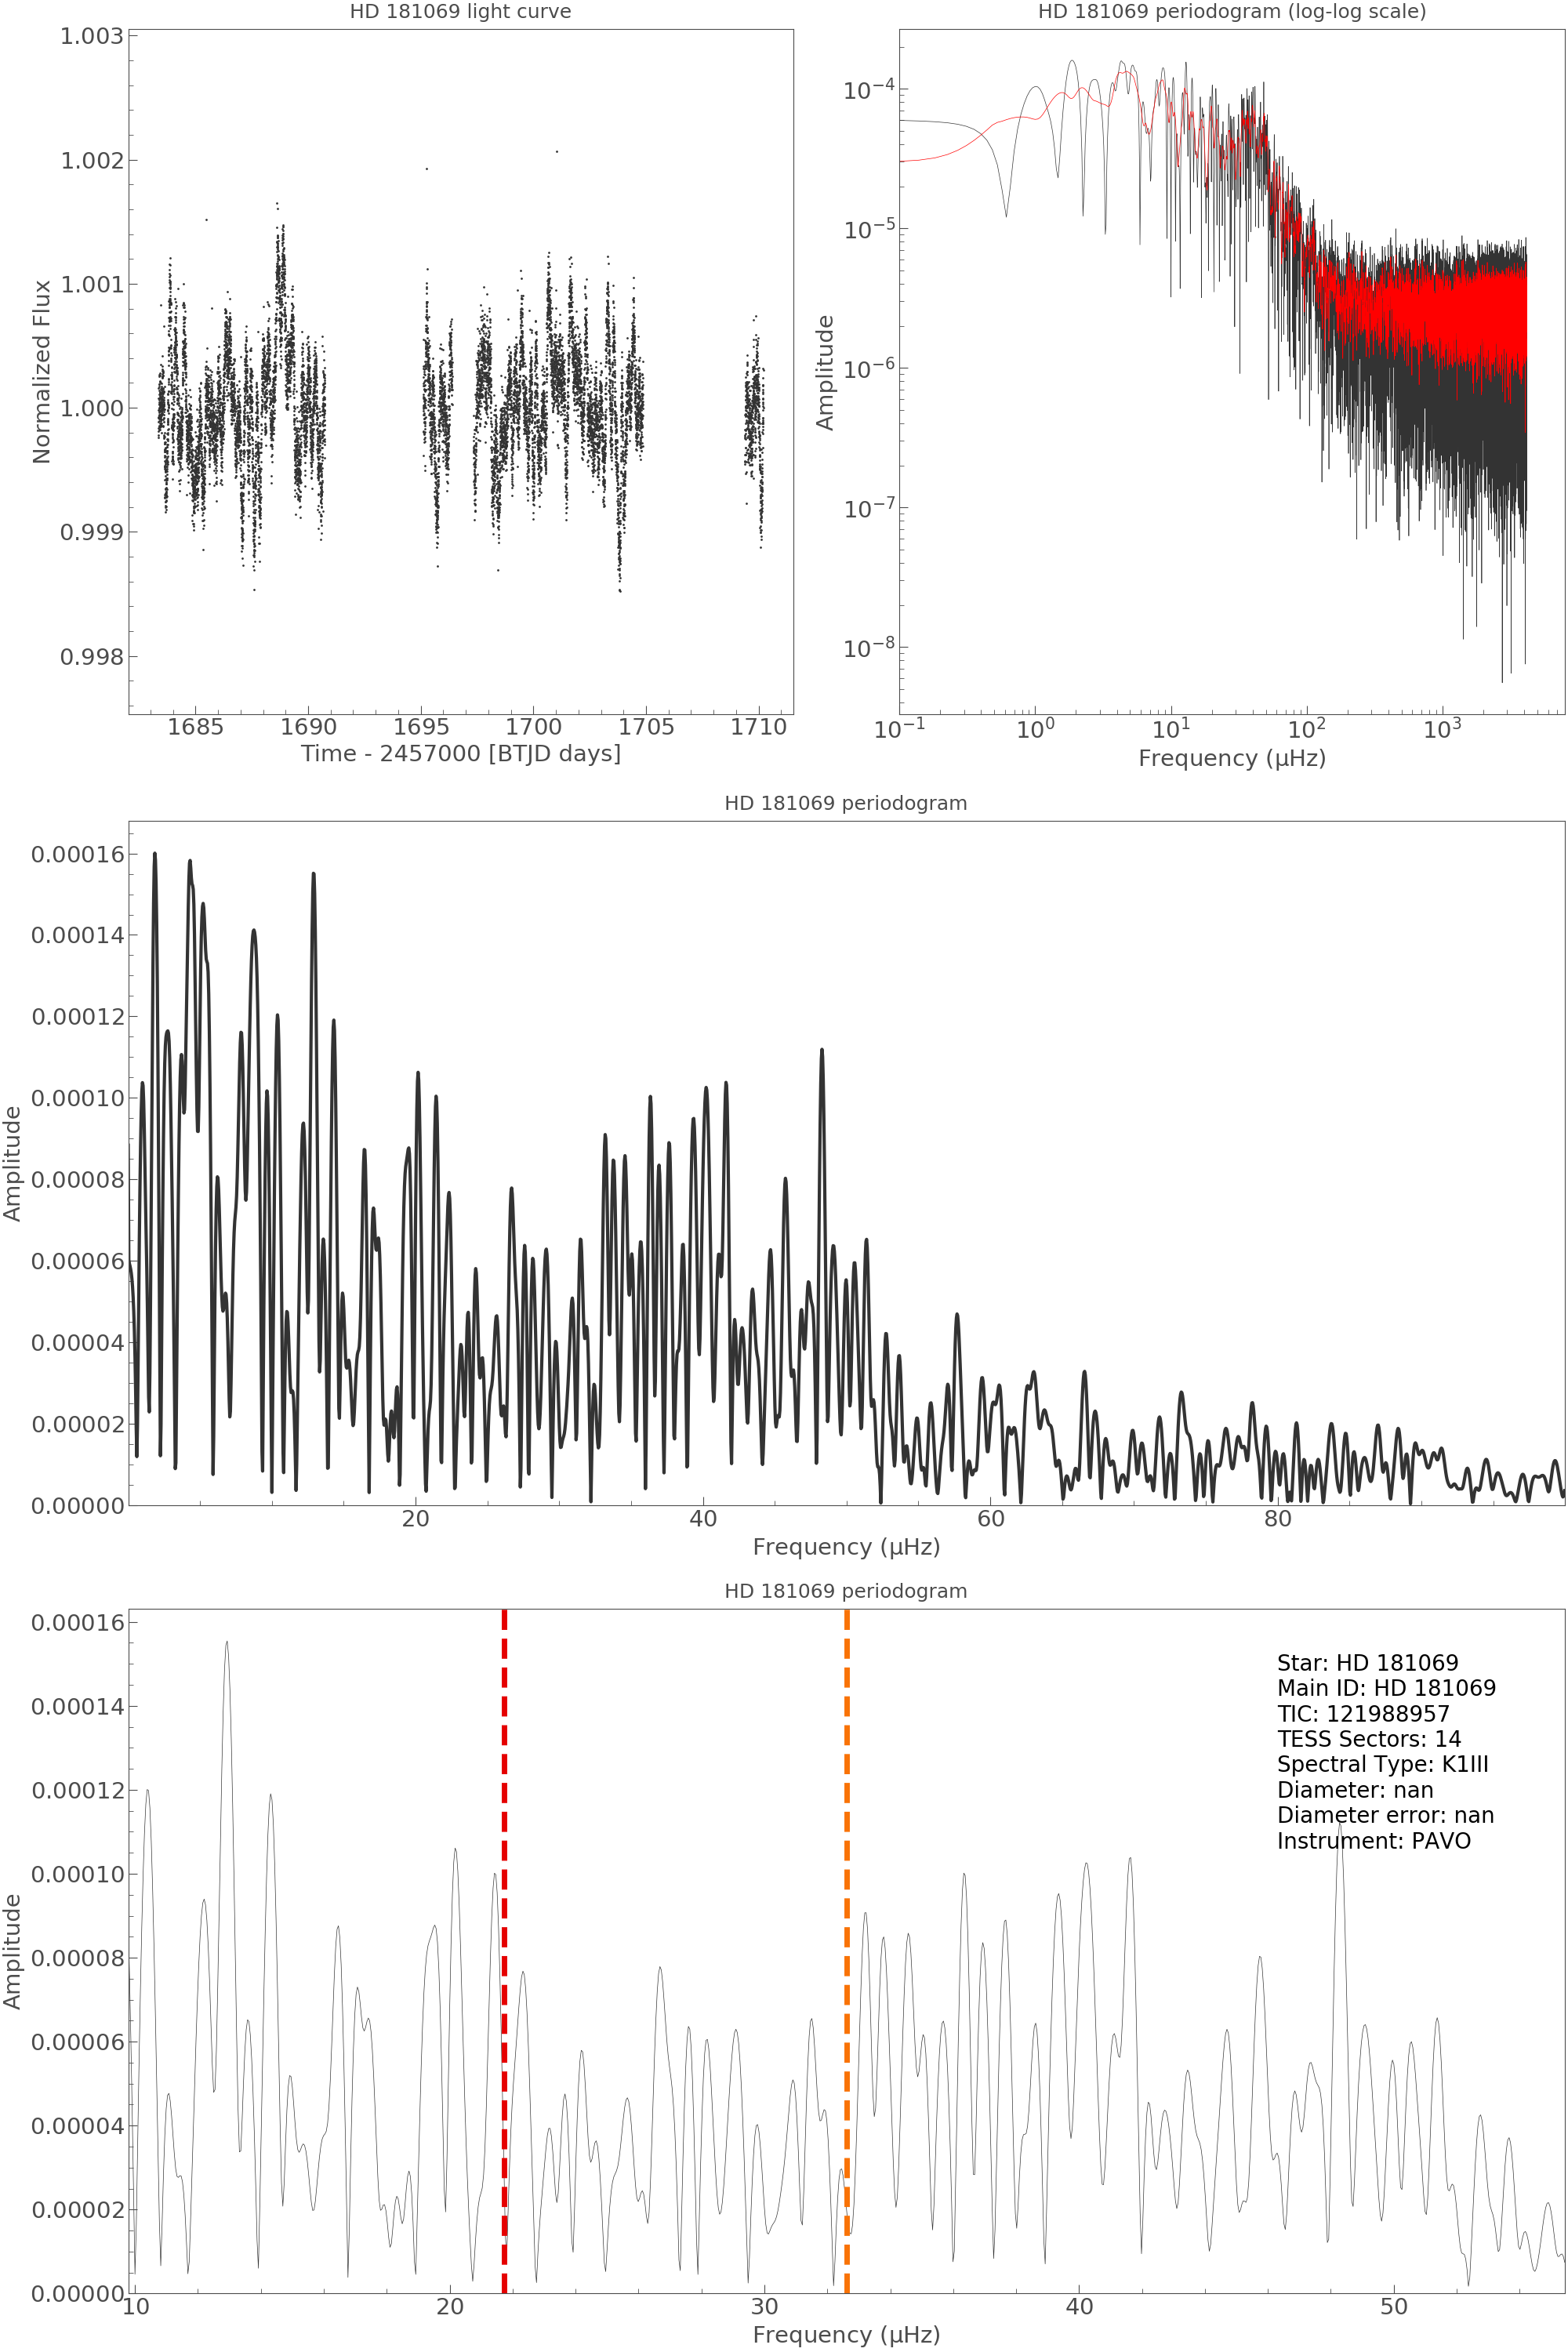 HD 181069 light curve
1.003
1.002
1.001
1.000
0.999
0.998
Normalized Flux
1685 1690 1695 1700 1705 1710
Time - 2457000 [BTJD days]
HD 181069 periodogram (log-log scale)
10⁻⁴
10⁻⁵
10⁻⁶
10⁻⁷
10⁻⁸
Amplitude
10⁻¹ 10⁰ 10¹ 10² 10³
Frequency (µHz)
HD 181069 periodogram
0.00016
0.00014
0.00012
0.00010
0.00008
0.00006
0.00004
0.00002
0.00000
Amplitude
20 40 60 80
Frequency (µHz)
HD 181069 periodogram
0.00016
0.00014
0.00012
0.00010
0.00008
0.00006
0.00004
0.00002
0.00000
Amplitude
Star: HD 181069
Main ID: HD 181069
TIC: 121988957
TESS Sectors: 14
Spectral Type: K1III
Diameter: nan
Diameter error: nan
Instrument: PAVO
10 20 30 40 50
Frequency (µHz)